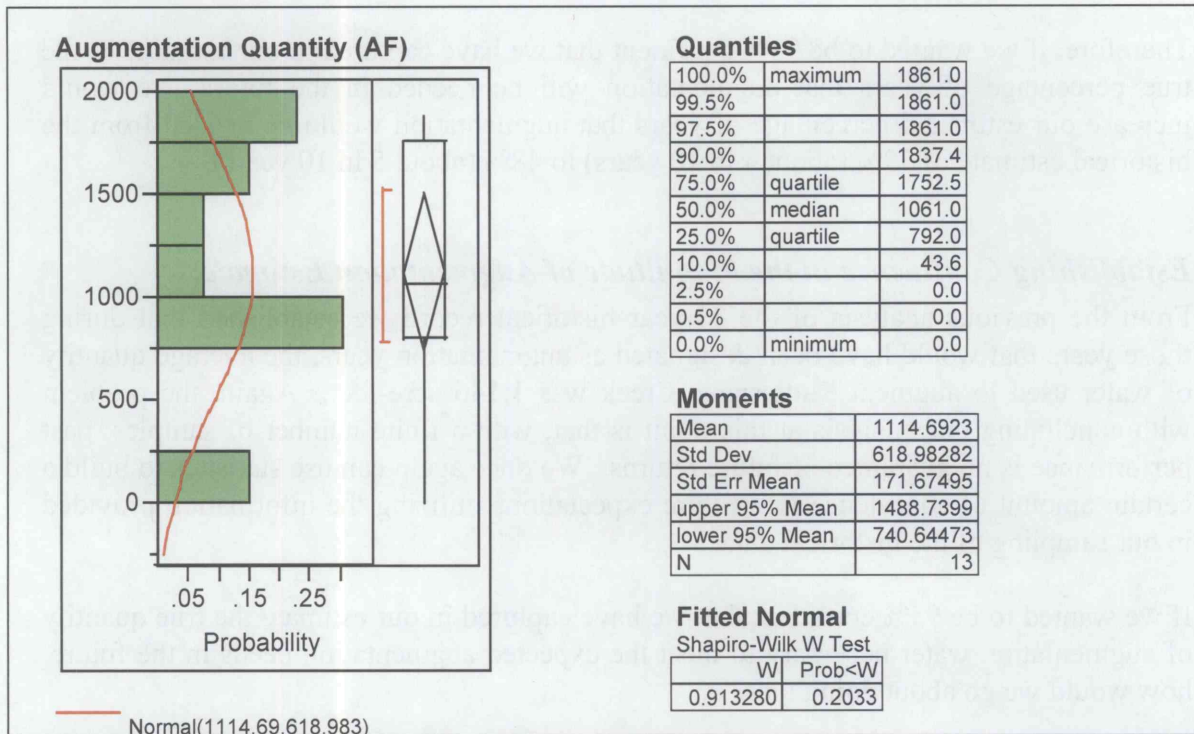 Augmentation Quantity (AF)
2000
1500
1000
500
0
05 .15 .25
Probability
Normal(1114.69,618.983)
Quantiles
100.0% maximum 1861.0
99.5% 1861.0
97.5% 1861.0
90.0% 1837.4
75.0% quartile 1752.5
50.0% median 1061.0
25.0% quartile 792.0
10.0% 43.6
2.5% 0.0
0.5% 0.0
0.0% minimum 0.0
Moments
Mean 1114.6923
Std Dev 618.98282
Std Err Mean 171.67495
upper 95% Mean 1488.7399
lower 95% Mean 740.64473
N 13
Fitted Normal
Shapiro-Wilk W Test
W Prob<W
0.913280 0.2033